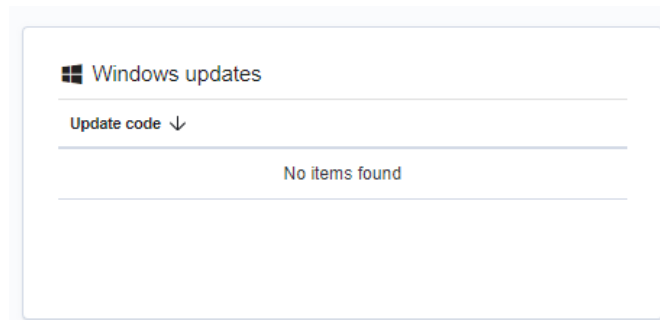 Windows updates
Update code ↓
No items found